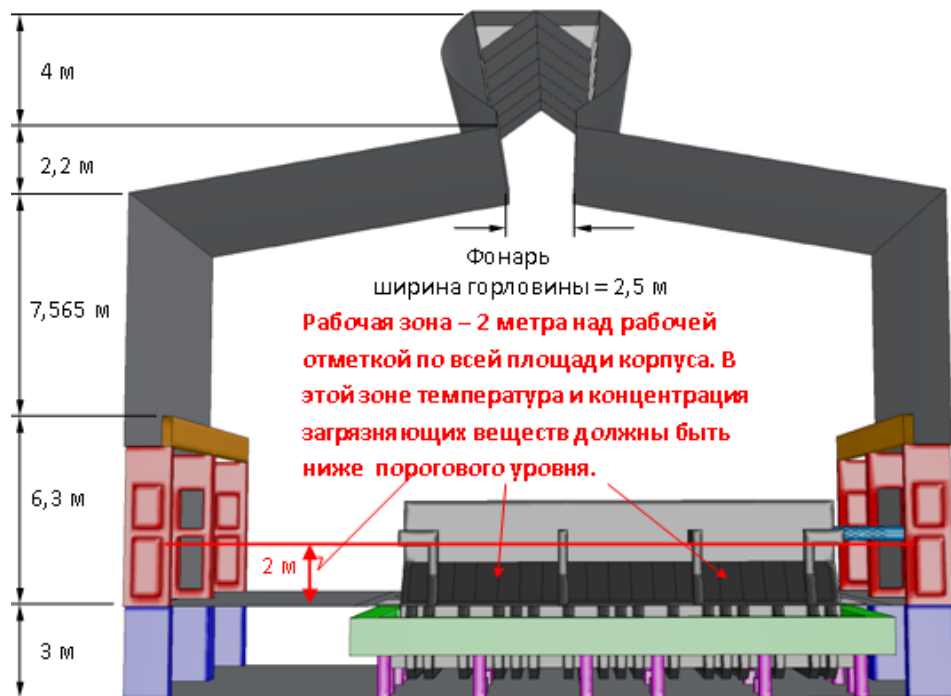 4 м
2,2 м
Фонарь
ширина горловины = 2,5 м
7,565 м
Рабочая зона – 2 метра над рабочей
отметкой по всей площади корпуса. В
этой зоне температура и концентрация
загрязняющих веществ должны быть
ниже порогового уровня.
6,3 м
2 м
3 м